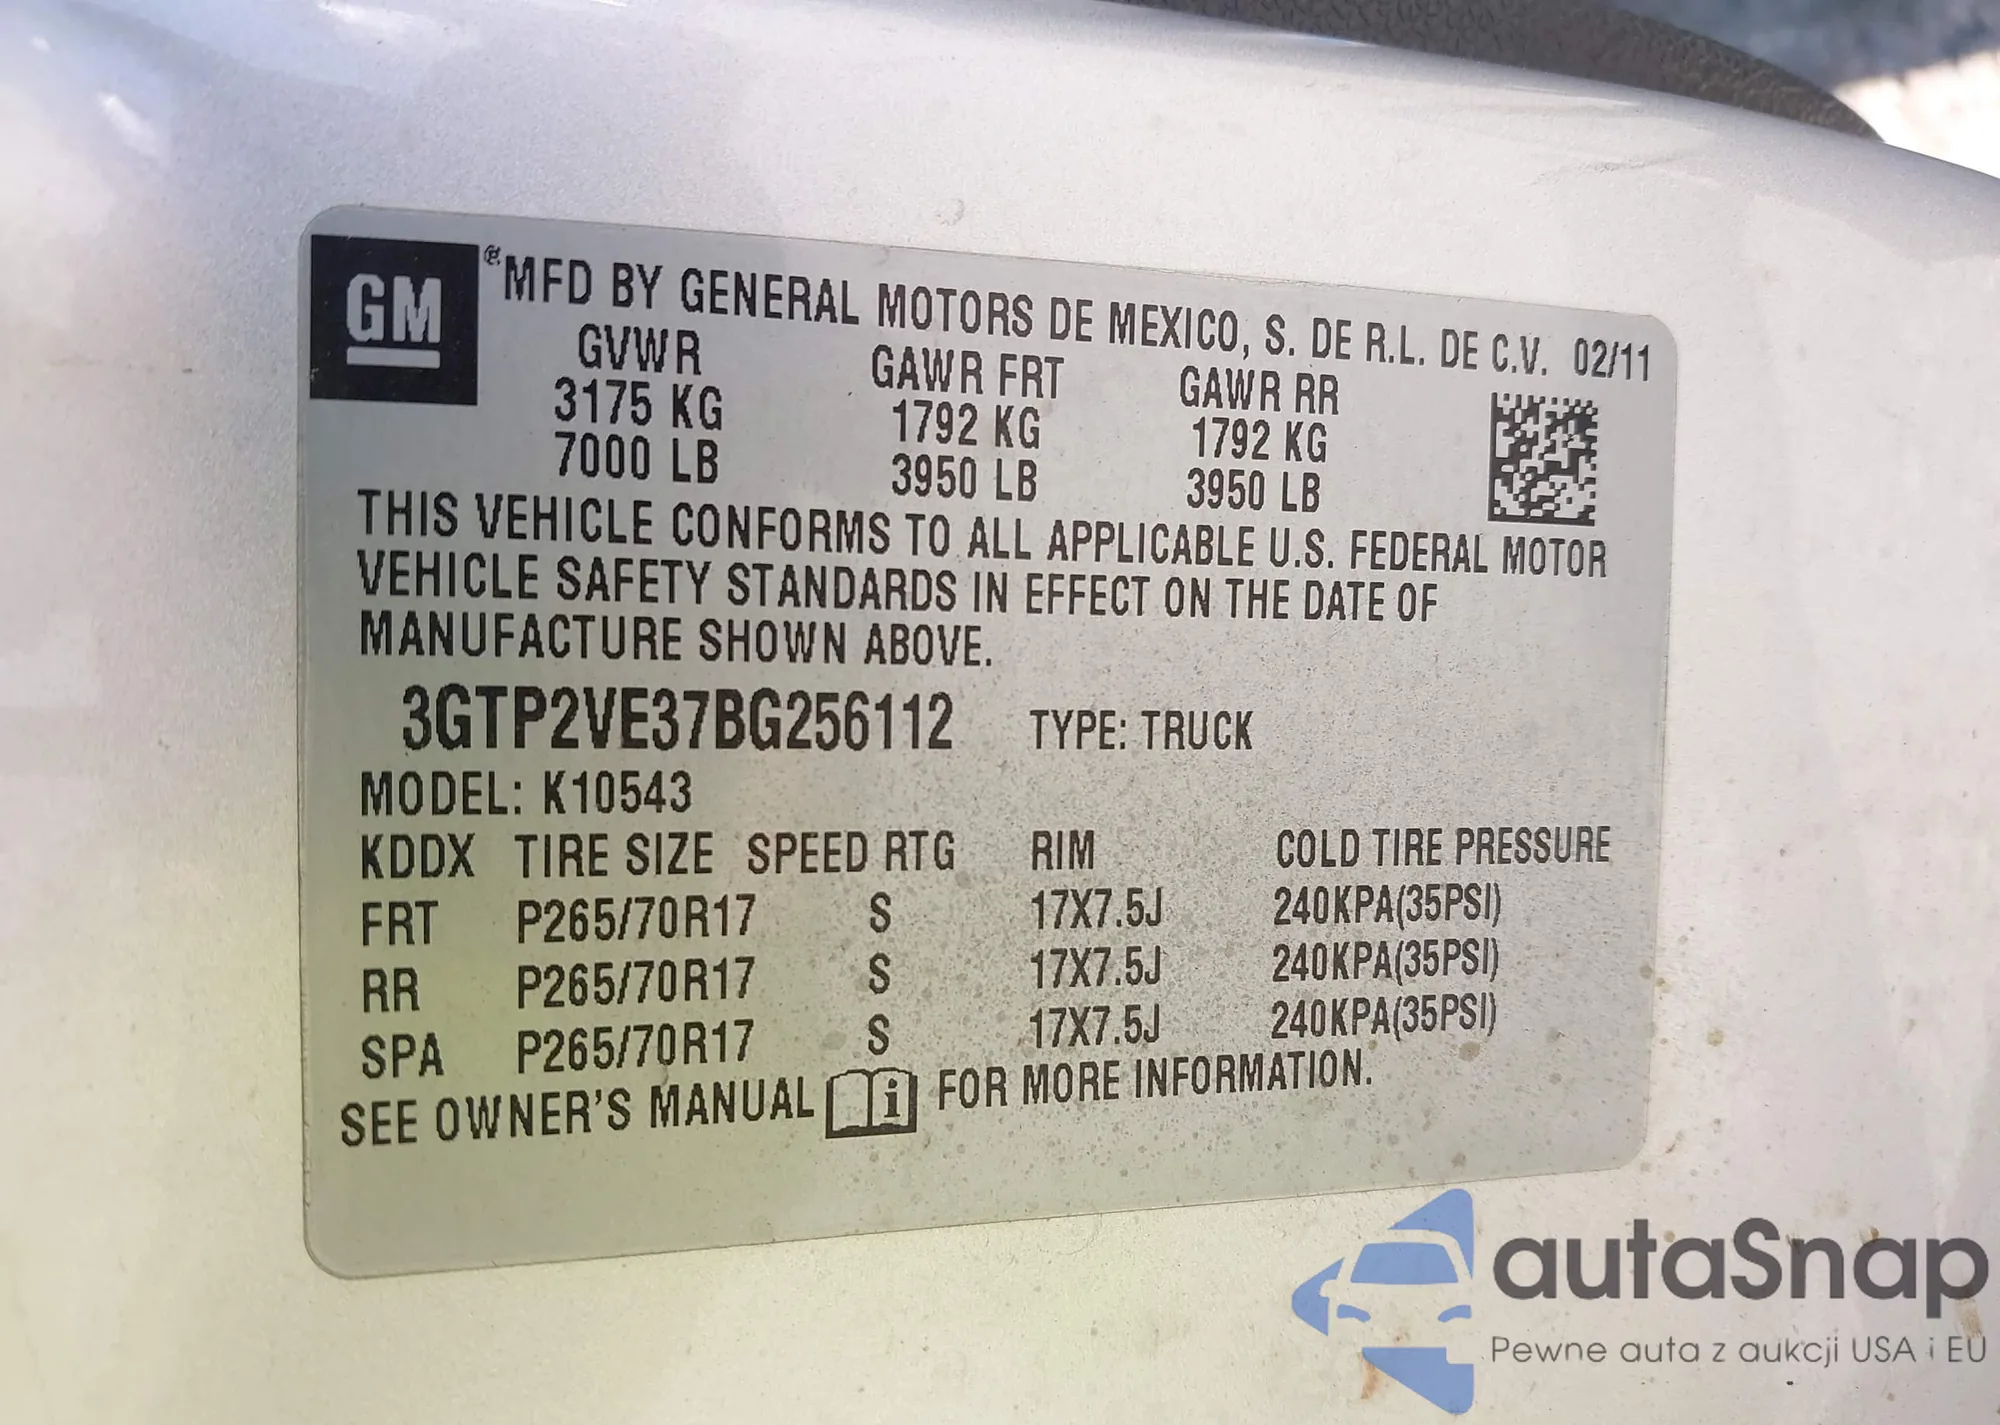 GM
®MFD BY GENERAL MOTORS DE MEXICO, S. DE R.L. DE C.V. 02/11
GVWR GAWR FRT GAWR RR
3175 KG 1792 KG 1792 KG
7000 LB 3950 LB 3950 LB
THIS VEHICLE CONFORMS TO ALL APPLICABLE U.S. FEDERAL MOTOR
VEHICLE SAFETY STANDARDS IN EFFECT ON THE DATE OF
MANUFACTURE SHOWN ABOVE.
3GTP2VE37BG256112 TYPE: TRUCK
MODEL: K10543
KDDX TIRE SIZE SPEED RTG RIM COLD TIRE PRESSURE
FRT P265/70R17 S 17X7.5J 240KPA(35PSI)
RR P265/70R17 S 17X7.5J 240KPA(35PSI)
SPA P265/70R17 S 17X7.5J 240KPA(35PSI)
SEE OWNER'S MANUAL i FOR MORE INFORMATION.
autaSnap
Pewne auta z aukcji USA i EU